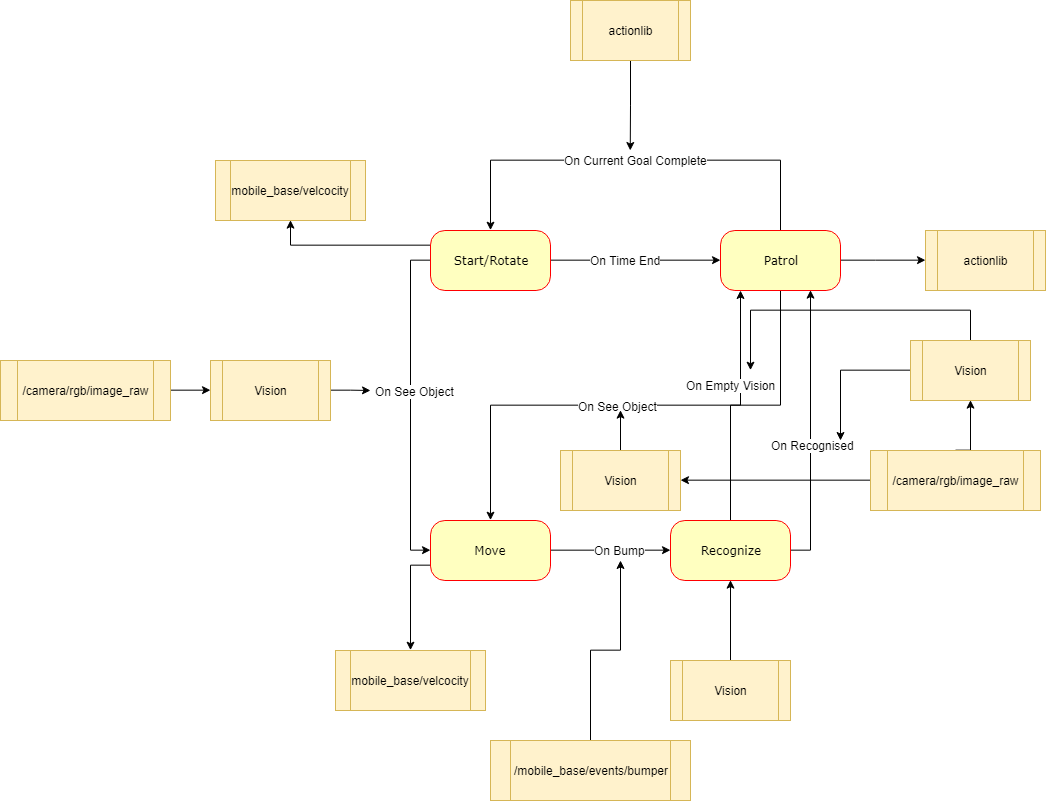 actionlib
On Current Goal Complete
mobile_base/velcocity
Start/Rotate
On Time End
Patrol
actionlib
/camera/rgb/image_raw
Vision
On See Object
On Empty Vision
Vision
On See Object
On Recognised
Vision
/camera/rgb/image_raw
Move
On Bump
Recognize
mobile_base/velcocity
Vision
/mobile_base/events/bumper